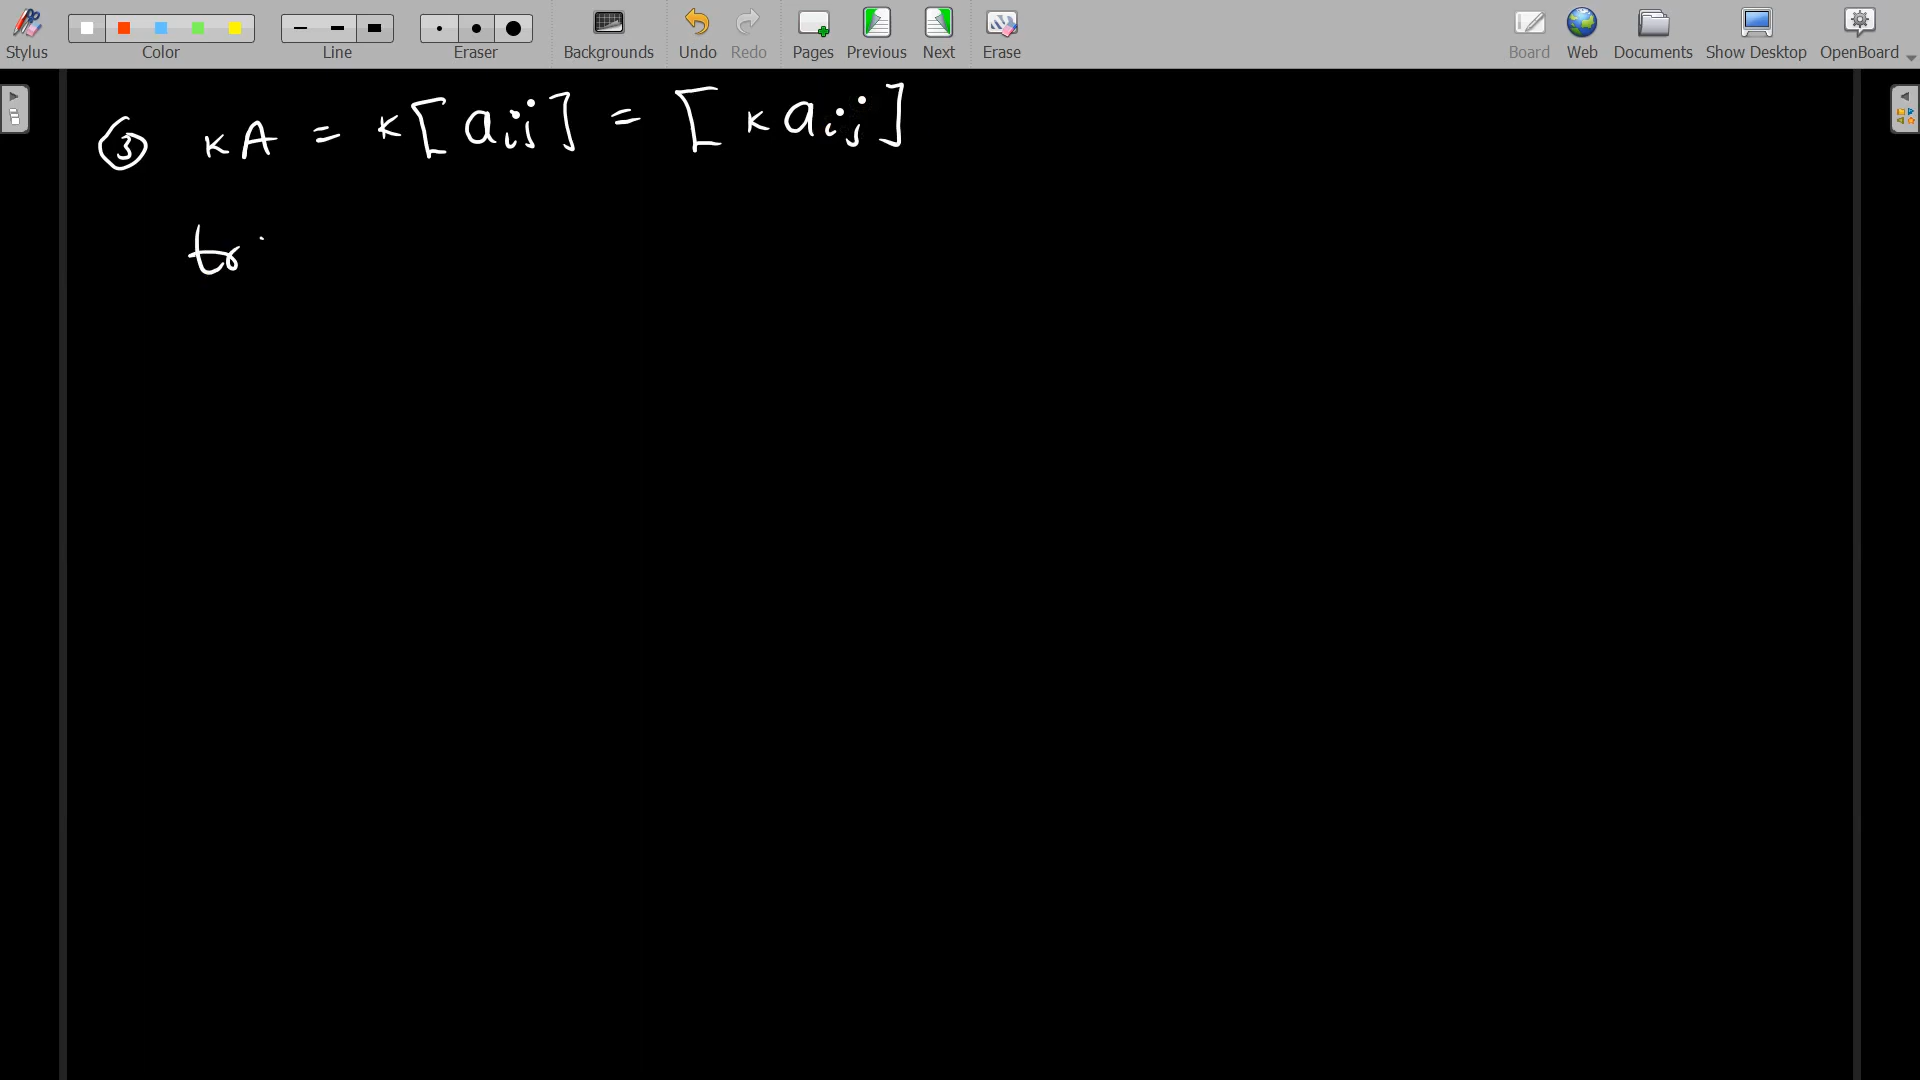 Stylus Color Line Eraser Backgrounds Undo Redo Pages Previous Next Erase Board Web Documents Show Desktop OpenBoard
③ KA = K[aij] = [Kaij]
tr